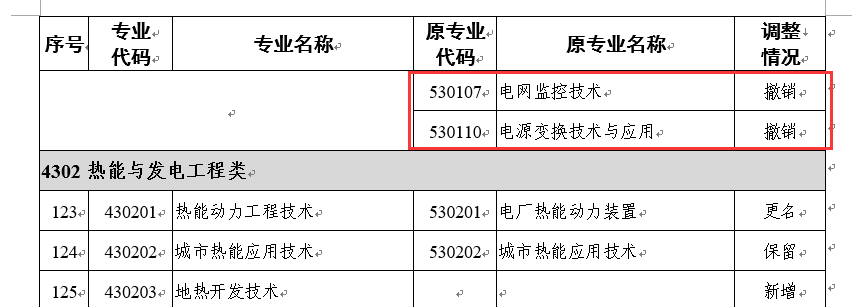 序号 专业代码 专业名称 原专业代码 原专业名称 调整情况
530107 电网监控技术 撤销
530110 电源变换技术与应用 撤销
4302 热能与发电工程类
123 430201 热能动力工程技术 530201 电厂热能动力装置 更名
124 430202 城市热能应用技术 530202 城市热能应用技术 保留
125 430203 地热开发技术 新增